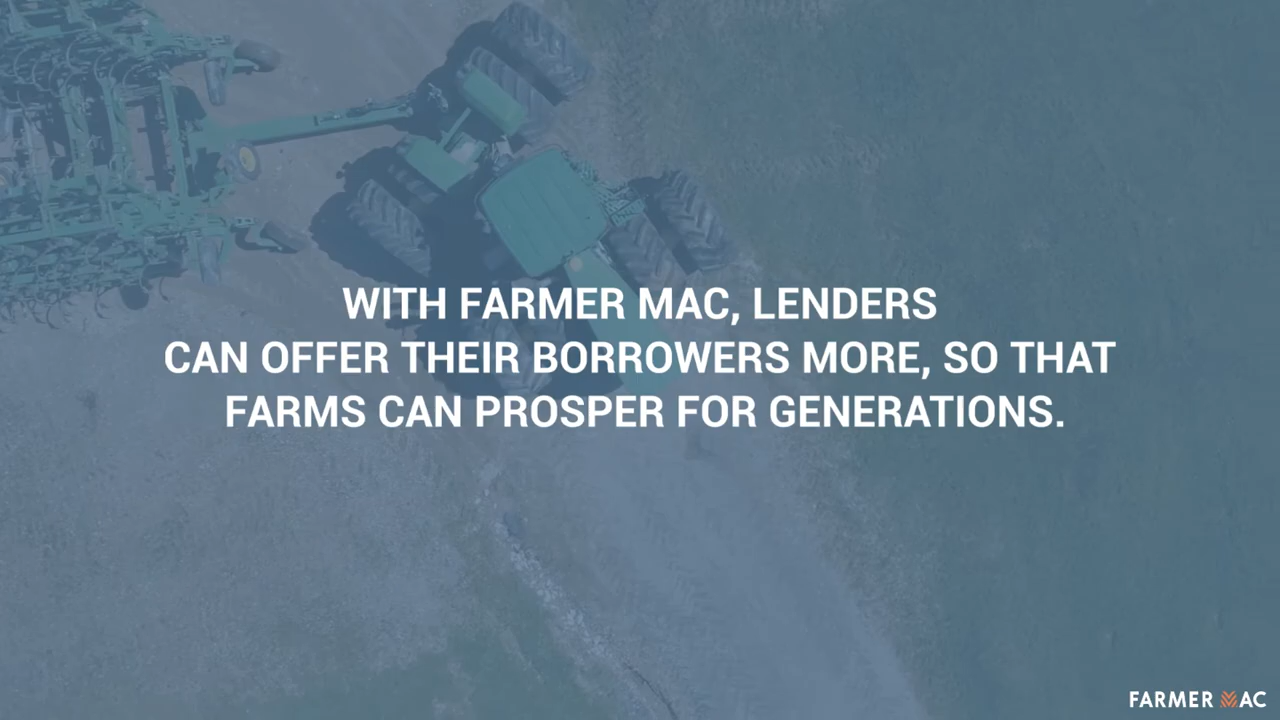 WITH FARMER MAC, LENDERS
CAN OFFER THEIR BORROWERS MORE, SO THAT
FARMS CAN PROSPER FOR GENERATIONS.
FARMER MAC